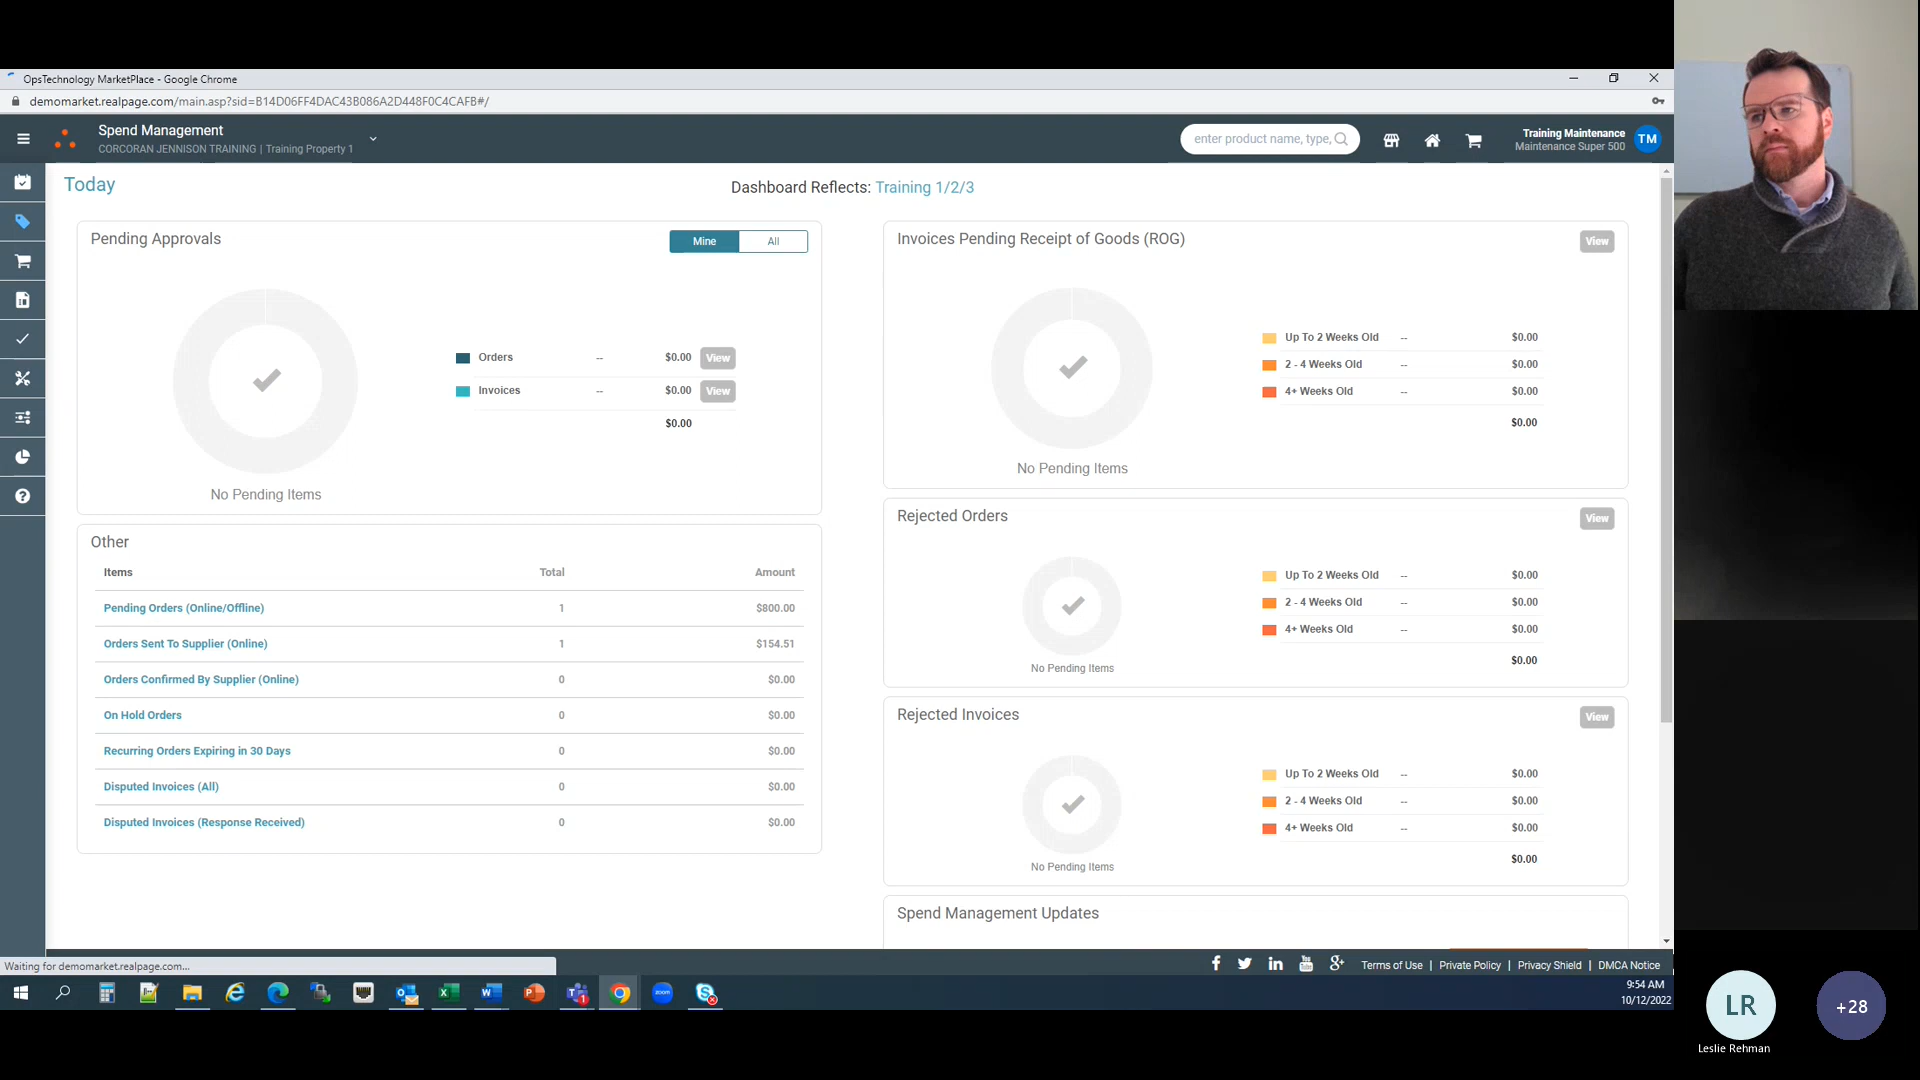 OpsTechnology MarketPlace - Google Chrome
demomarket.realpage.com/main.asp?sid=B14D06FF4DAC43B086A2D448F0C4CAFB#/
Spend Management
CORCORAN JENNISON TRAINING | Training Property 1
enter product name, type,
Training Maintenance
Maintenance Super 500
TM
Today
Dashboard Reflects: Training 1/2/3
Pending Approvals
Mine
All
Orders -- $0.00 View
Invoices -- $0.00 View
$0.00
No Pending Items
Other
Items Total Amount
Pending Orders (Online/Offline) 1 $800.00
Orders Sent To Supplier (Online) 1 $154.51
Orders Confirmed By Supplier (Online) 0 $0.00
On Hold Orders 0 $0.00
Recurring Orders Expiring in 30 Days 0 $0.00
Disputed Invoices (All) 0 $0.00
Disputed Invoices (Response Received) 0 $0.00
Invoices Pending Receipt of Goods (ROG) View
Up To 2 Weeks Old -- $0.00
2 - 4 Weeks Old -- $0.00
4+ Weeks Old -- $0.00
$0.00
No Pending Items
Rejected Orders View
Up To 2 Weeks Old -- $0.00
2 - 4 Weeks Old -- $0.00
4+ Weeks Old -- $0.00
$0.00
No Pending Items
Rejected Invoices View
Up To 2 Weeks Old -- $0.00
2 - 4 Weeks Old -- $0.00
4+ Weeks Old -- $0.00
$0.00
No Pending Items
Spend Management Updates
Waiting for demomarket.realpage.com...
Terms of Use | Private Policy | Privacy Shield | DMCA Notice
zoom
9:54 AM
10/12/2022
LR
+28
Leslie Rehman